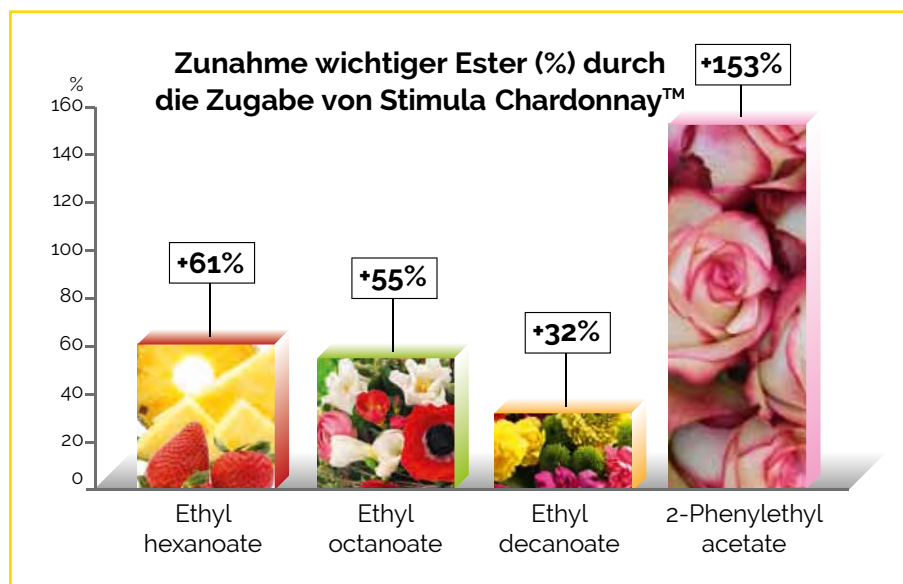 Zunahme wichtiger Ester (%) durch
die Zugabe von Stimula Chardonnay™
%
160
140
120
100
80
60
40
20
0
+61%
+55%
+32%
+153%
Ethyl
hexanoate
Ethyl
octanoate
Ethyl
decanoate
2-Phenylethyl
acetate